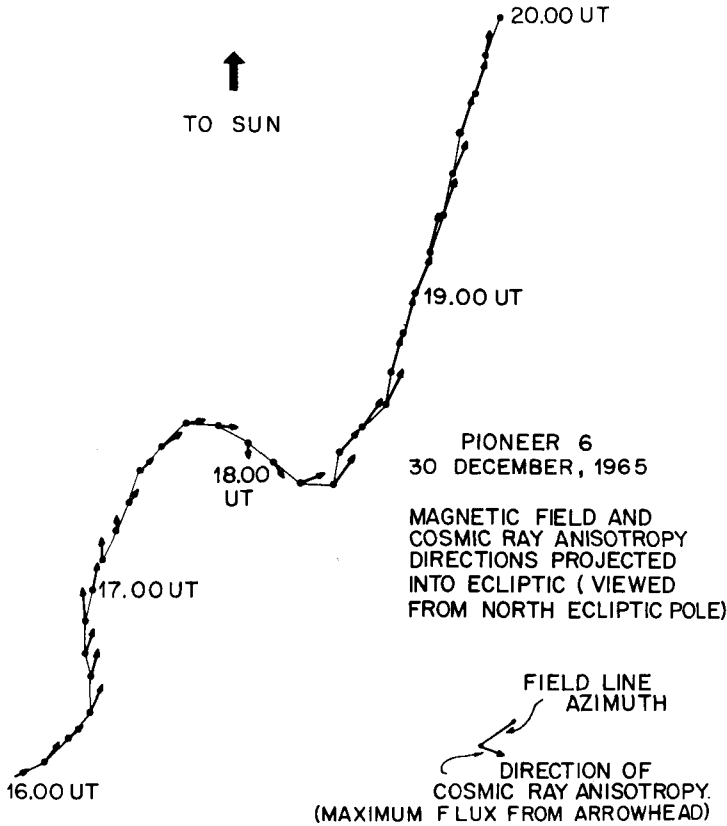 20.00 UT
TO SUN
19.00 UT
PIONEER 6
30 DECEMBER, 1965
18.00
UT
MAGNETIC FIELD AND
COSMIC RAY ANISOTROPY
DIRECTIONS PROJECTED
INTO ECLIPTIC (VIEWED
FROM NORTH ECLIPTIC POLE)
17.00 UT
FIELD LINE
AZIMUTH
DIRECTION OF
COSMIC RAY ANISOTROPY.
(MAXIMUM FLUX FROM ARROWHEAD)
16.00 UT